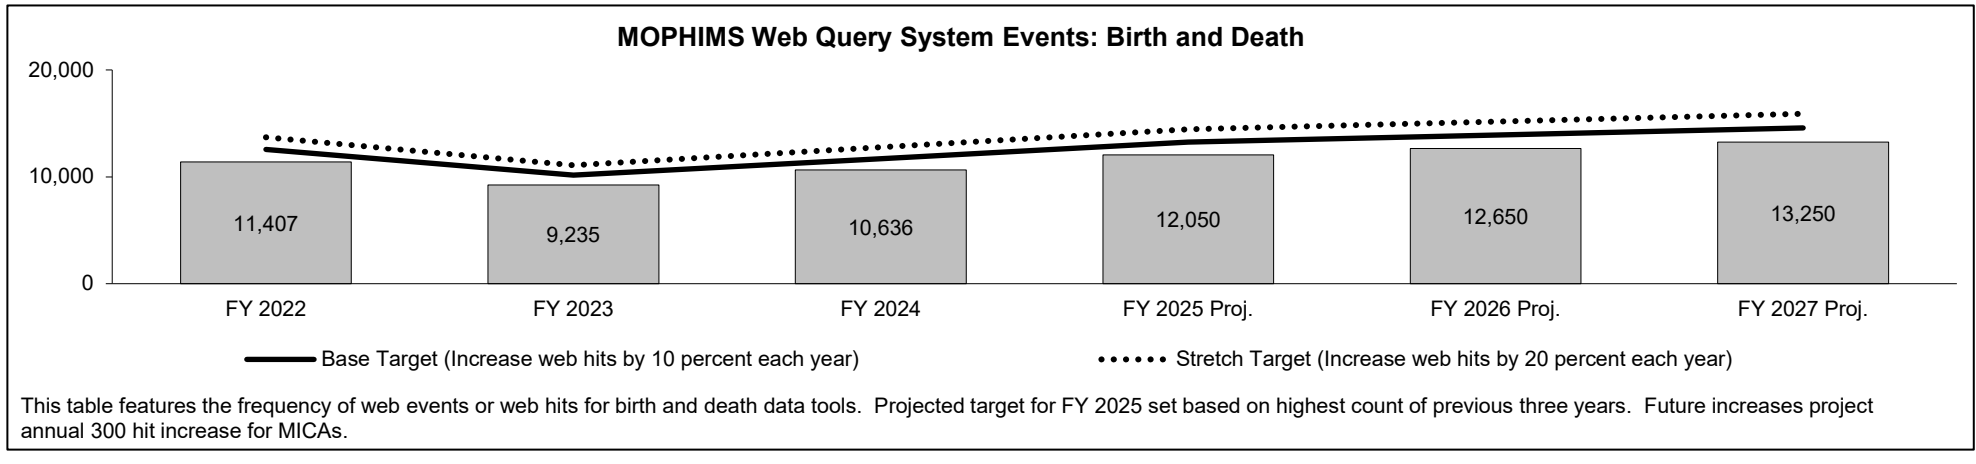 MOPHIMS Web Query System Events: Birth and Death
20,000
10,000
0
11,407
9,235
10,636
12,050
12,650
13,250
FY 2022
FY 2023
FY 2024
FY 2025 Proj.
FY 2026 Proj.
FY 2027 Proj.
Base Target (Increase web hits by 10 percent each year)
Stretch Target (Increase web hits by 20 percent each year)
This table features the frequency of web events or web hits for birth and death data tools.  Projected target for FY 2025 set based on highest count of previous three years.  Future increases project
annual 300 hit increase for MICAs.